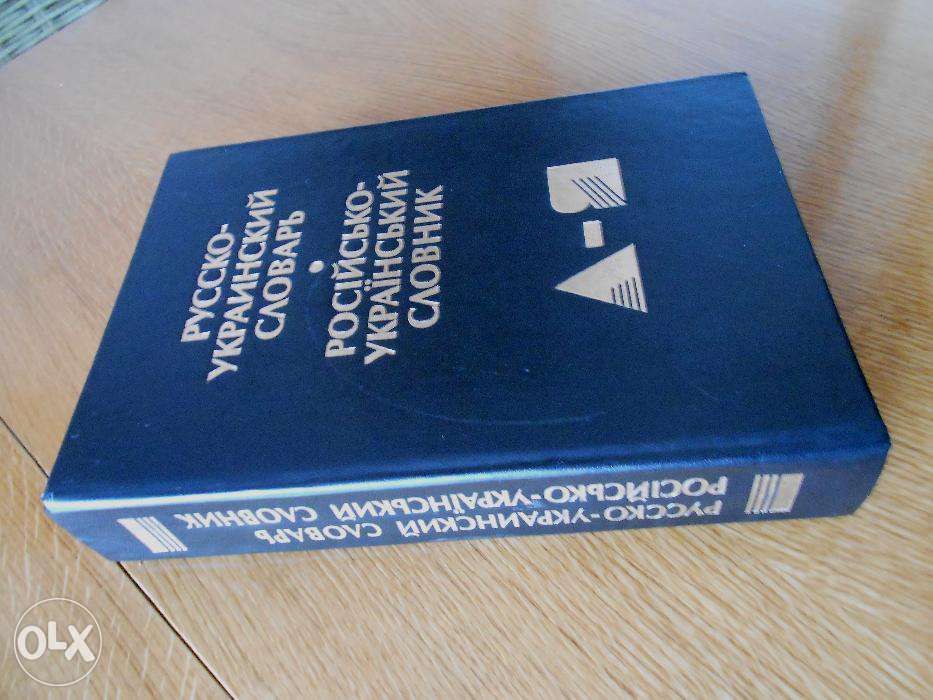 РУССКО-
УКРАИНСКИЙ
СЛОВАРЬ
•
РОСІЙСЬКО-
УКРАЇНСЬКИЙ
СЛОВНИК
А-Я
РУССКО-УКРАИНСКИЙ СЛОВАРЬ
РОСІЙСЬКО-УКРАЇНСЬКИЙ СЛОВНИК
OLX